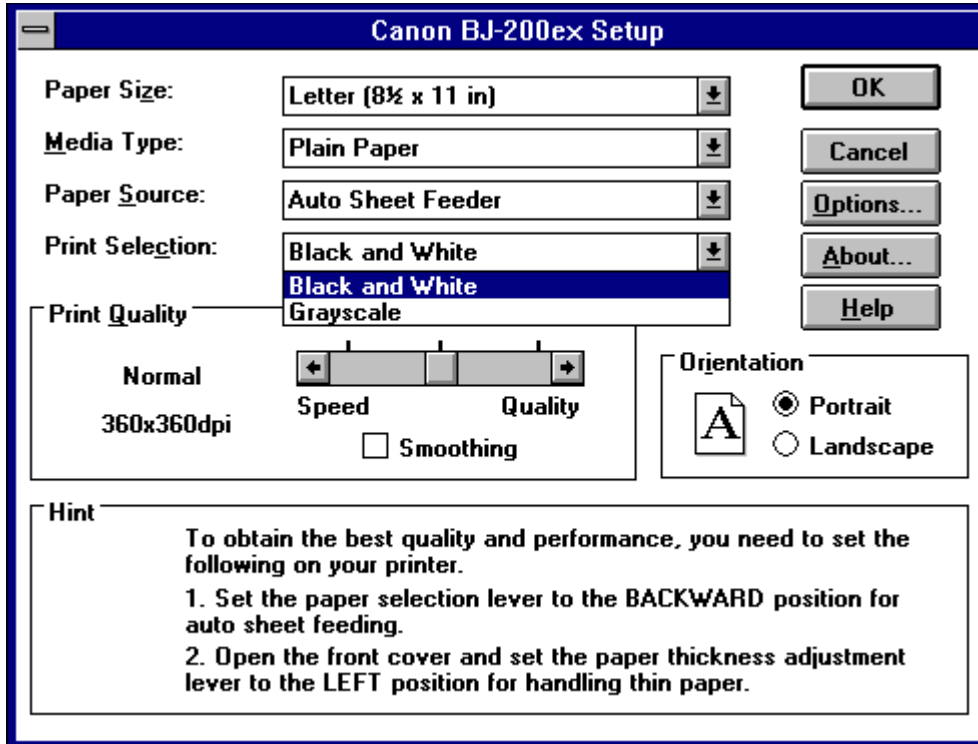 Canon BJ-200ex Setup
Paper Size:
Letter (8½ x 11 in)
OK
Media Type:
Plain Paper
Cancel
Paper Source:
Auto Sheet Feeder
Options...
Print Selection:
Black and White
About...
Black and White
Grayscale
Help
Print Quality
Normal
360x360dpi
Speed
Quality
Smoothing
Orientation
A
Portrait
Landscape
Hint
To obtain the best quality and performance, you need to set the
following on your printer.
1. Set the paper selection lever to the BACKWARD position for
auto sheet feeding.
2. Open the front cover and set the paper thickness adjustment
lever to the LEFT position for handling thin paper.